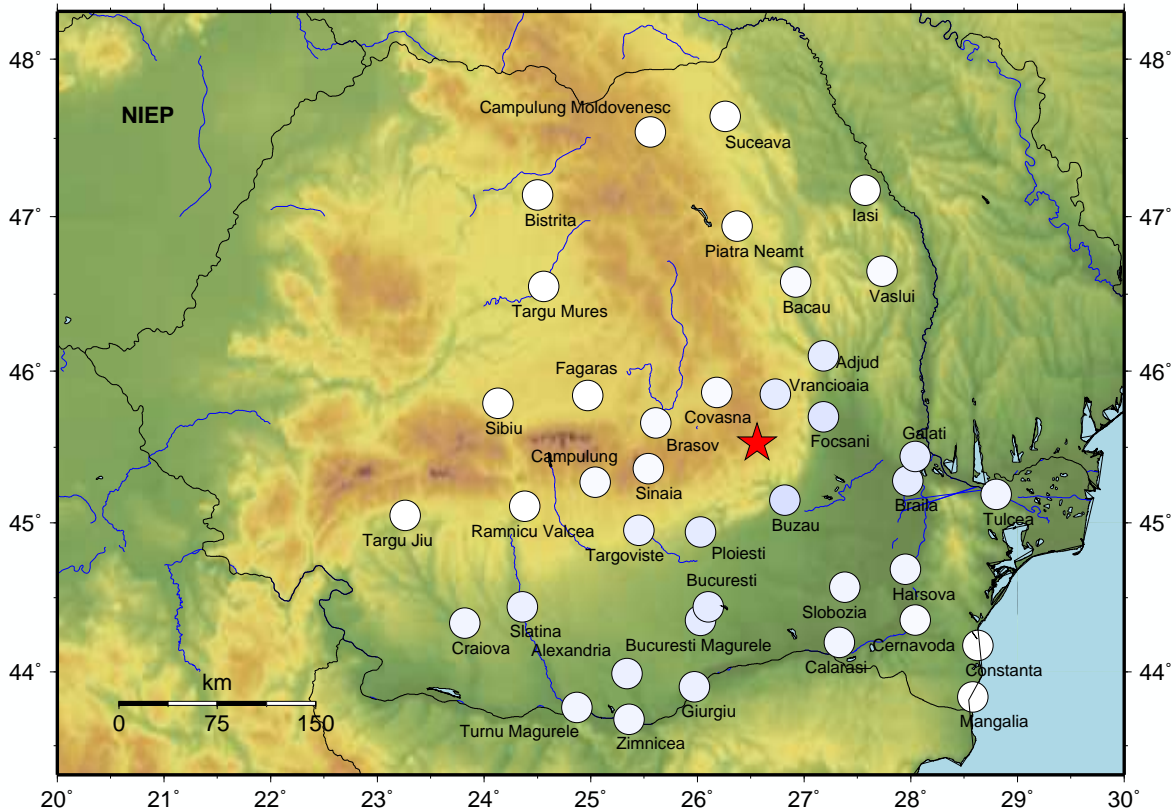 48˚
48˚
NIEP
Campulung Moldovenesc
Suceava
47˚
47˚
Bistrita
Iasi
Piatra Neamt
Targu Mures
Bacau
Vaslui
46˚
46˚
Adjud
Fagaras
Vrancioaia
Covasna
Sibiu
Brasov
Focsani
Galati
Campulung
Sinaia
Braila
45˚
45˚
Targu Jiu
Ramnicu Valcea
Buzau
Tulcea
Targoviste
Ploiesti
Bucuresti
Harsova
Slobozia
Slatina
Craiova
Alexandria
Bucuresti Magurele
Cernavoda
Calarasi
Constanta
44˚
44˚
km
0 75 150
Giurgiu
Mangalia
Turnu Magurele
Zimnicea
20˚ 21˚ 22˚ 23˚ 24˚ 25˚ 26˚ 27˚ 28˚ 29˚ 30˚